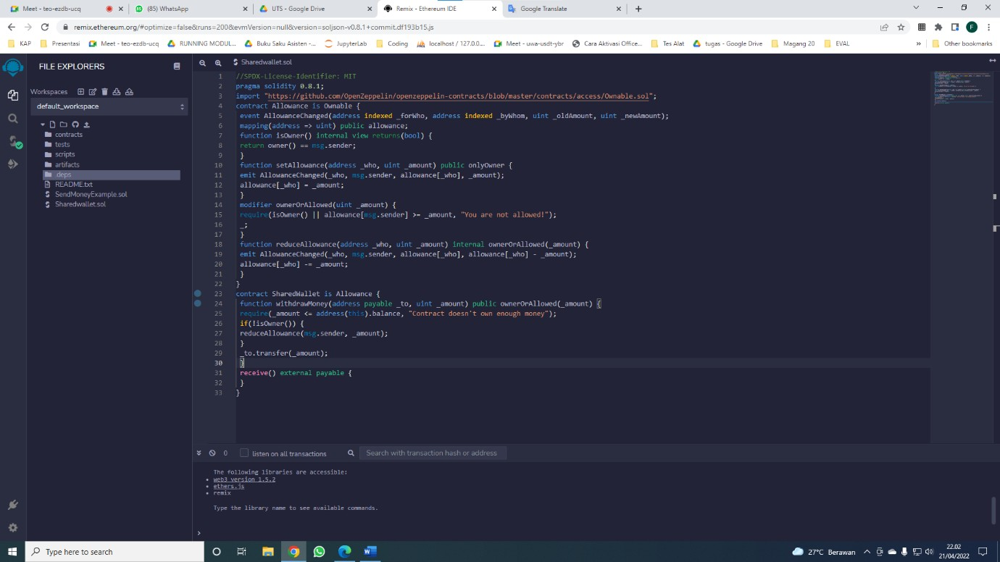 Meet - teo-ezdb-ucq
(85) WhatsApp
UTS - Google Drive
Remix - Ethereum IDE
Google Translate
remix.ethereum.org/#optimize=false&runs=200&evmVersion=null&version=soljson-v0.8.1+commit.df193b15.js
F
KAP
Presentasi
Meet - teo-ezdb-ucq
RUNNING MODUL...
Buku Saku Asisten -...
JupyterLab
Coding
localhost / 127.0.0....
Meet - uwa-usdt-ybr
Cara Aktivasi Office...
Tes Alat
tugas - Google Drive
Magang 20
EVAL
»
Other bookmarks
FILE EXPLORERS
Workspaces
default_workspace
contracts
tests
scripts
artifacts
.deps
README.txt
SendMoneyExample.sol
Sharedwallet.sol
Sharedwallet.sol
1 //SPDX-License-Identifier: MIT
2 pragma solidity 0.8.1;
3 import "https://github.com/OpenZeppelin/openzeppelin-contracts/blob/master/contracts/access/Ownable.sol";
4 contract Allowance is Ownable {
5 event AllowanceChanged(address indexed _forWho, address indexed _byWhom, uint _oldAmount, uint _newAmount);
6 mapping(address => uint) public allowance;
7 function isOwner() internal view returns(bool) {
8 return owner() == msg.sender;
9 }
10 function setAllowance(address _who, uint _amount) public onlyOwner {
11 emit AllowanceChanged(_who, msg.sender, allowance[_who], _amount);
12 allowance[_who] = _amount;
13 }
14 modifier ownerOrAllowed(uint _amount) {
15 require(isOwner() || allowance[msg.sender] >= _amount, "You are not allowed!");
16 _;
17 }
18 function reduceAllowance(address _who, uint _amount) internal ownerOrAllowed(_amount) {
19 emit AllowanceChanged(_who, msg.sender, allowance[_who], allowance[_who] - _amount);
20 allowance[_who] -= _amount;
21 }
22 }
23 contract SharedWallet is Allowance {
24 function withdrawMoney(address payable _to, uint _amount) public ownerOrAllowed(_amount) {
25 require(_amount <= address(this).balance, "Contract doesn't own enough money");
26 if(!isOwner()) {
27 reduceAllowance(msg.sender, _amount);
28 }
29 _to.transfer(_amount);
30 }
31 receive() external payable {
32 }
33 }
0
listen on all transactions
Search with transaction hash or address
The following libraries are accessible:
• web3 version 1.5.2
• ethers.js
• remix
Type the library name to see available commands.
>
Type here to search
27°C Berawan
22.02
21/04/2022